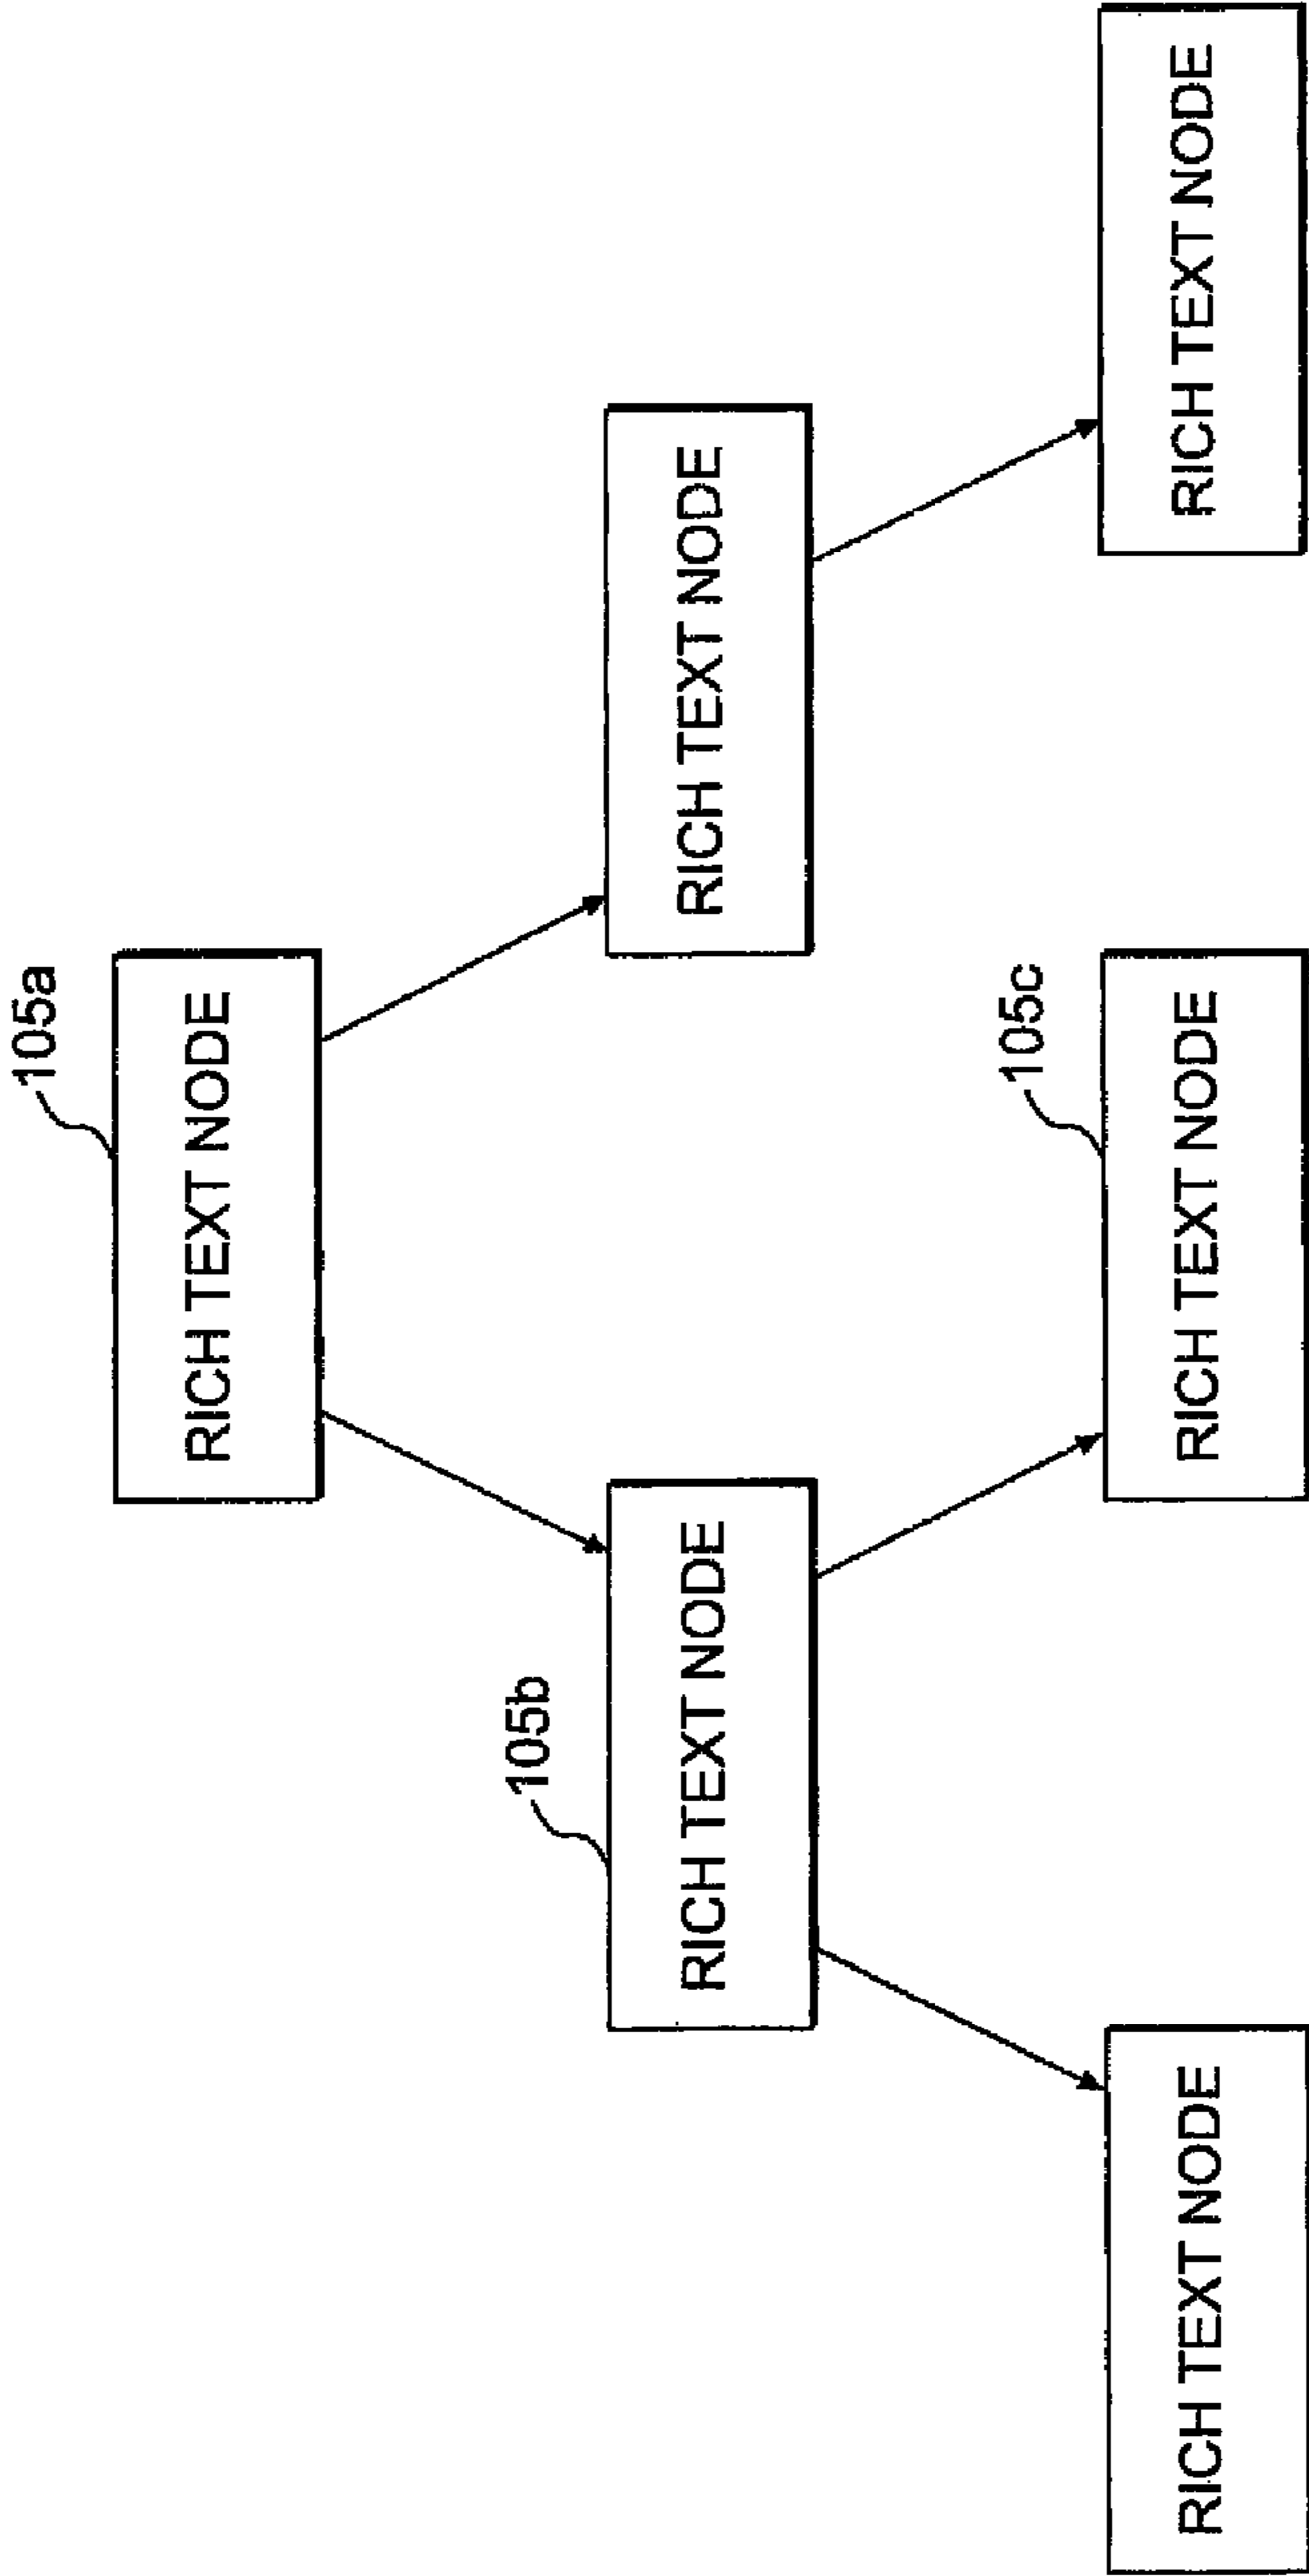 105a
RICH TEXT NODE
105b
RICH TEXT NODE
RICH TEXT NODE
RICH TEXT NODE
105c
RICH TEXT NODE
RICH TEXT NODE